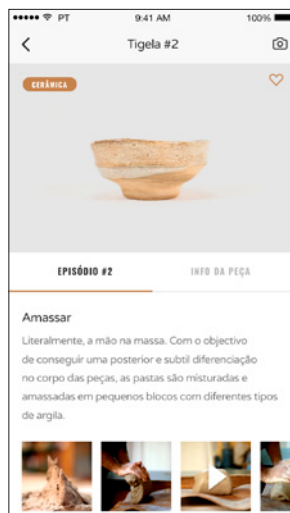 PT 9:41 AM 100%
Tigela #2
CERÂMICA
EPISÓDIO #2 INFO DA PEÇA
Amassar
Literalmente, a mão na massa. Com o objectivo
de conseguir uma posterior e subtil diferenciação
no corpo das peças, as pastas são misturadas e
amassadas em pequenos blocos com diferentes tipos
de argila.